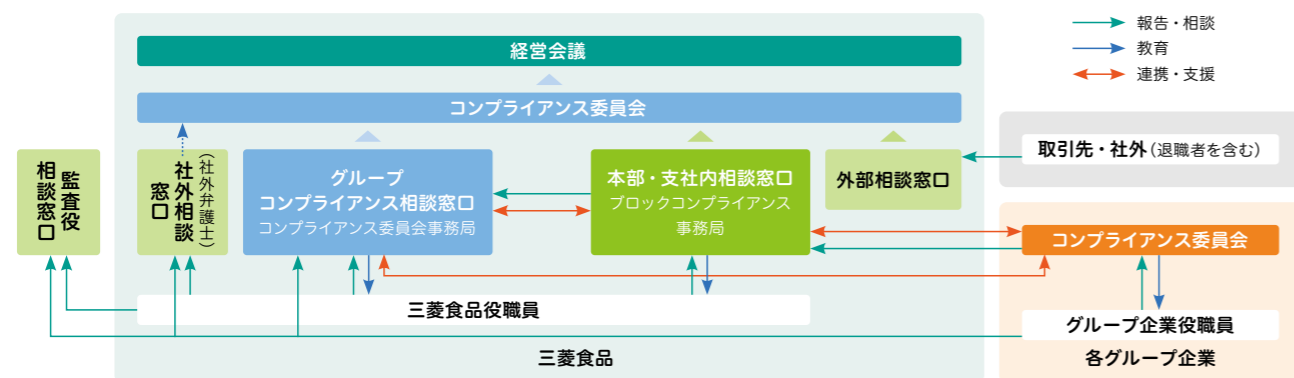 報告・相談
教育
連携・支援
経営会議
コンプライアンス委員会
監査役
相談窓口
(社外弁護士)
社外相談
窓口
グループ
コンプライアンス相談窓口
コンプライアンス委員会事務局
本部・支社内相談窓口
ブロックコンプライアンス
事務局
外部相談窓口
取引先・社外(退職者を含む)
コンプライアンス委員会
三菱食品役職員
グループ企業役職員
三菱食品
各グループ企業